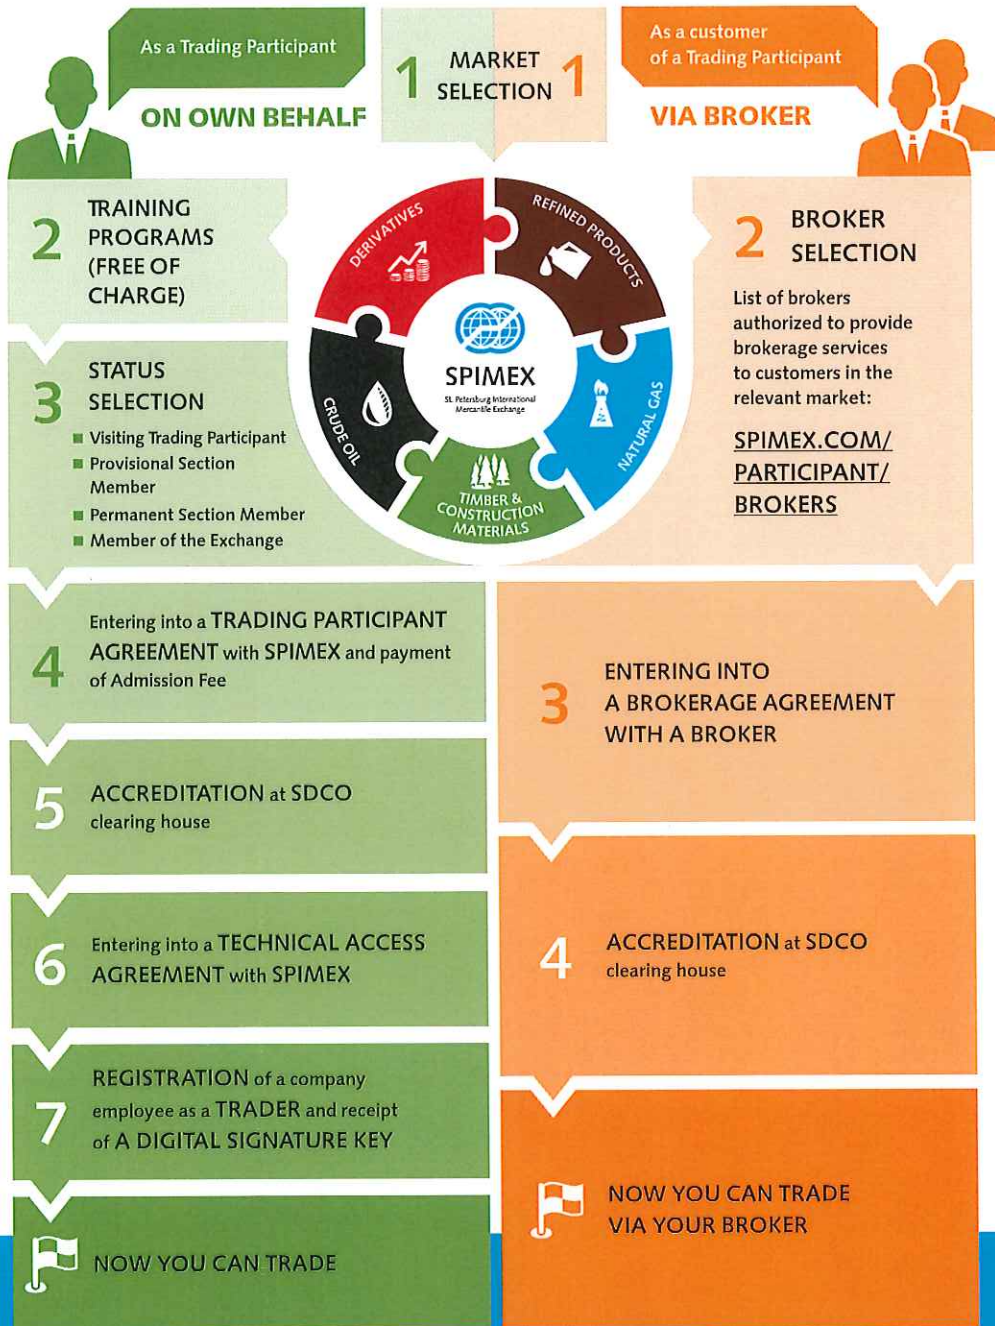 As a Trading Participant
ON OWN BEHALF
1
MARKET
SELECTION
1
As a customer
of a Trading Participant
VIA BROKER
2
TRAINING
PROGRAMS
(FREE OF
CHARGE)
3
STATUS
SELECTION
Visiting Trading Participant
Provisional Section
Member
Permanent Section Member
Member of the Exchange
DERIVATIVES
REFINED PRODUCTS
CRUDE OIL
NATURAL GAS
TIMBER &
CONSTRUCTION
MATERIALS
SPIMEX
St. Petersburg International
Mercantile Exchange
2
BROKER
SELECTION
List of brokers
authorized to provide
brokerage services
to customers in the
relevant market:
SPIMEX.COM/
PARTICIPANT/
BROKERS
4
Entering into a TRADING PARTICIPANT
AGREEMENT with SPIMEX and payment
of Admission Fee
5
ACCREDITATION at SDCO
clearing house
6
Entering into a TECHNICAL ACCESS
AGREEMENT with SPIMEX
7
REGISTRATION of a company
employee as a TRADER and receipt
of A DIGITAL SIGNATURE KEY
NOW YOU CAN TRADE
3
ENTERING INTO
A BROKERAGE AGREEMENT
WITH A BROKER
4
ACCREDITATION at SDCO
clearing house
NOW YOU CAN TRADE
VIA YOUR BROKER